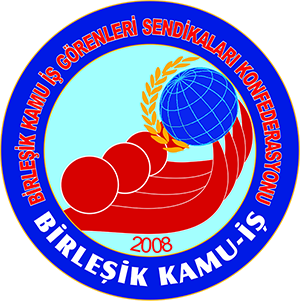 BİRLEŞİK KAMU İŞ GÖRENLERİ SENDİKALARI KONFEDERASYONU
2008
BİRLEŞİK KAMU-İŞ